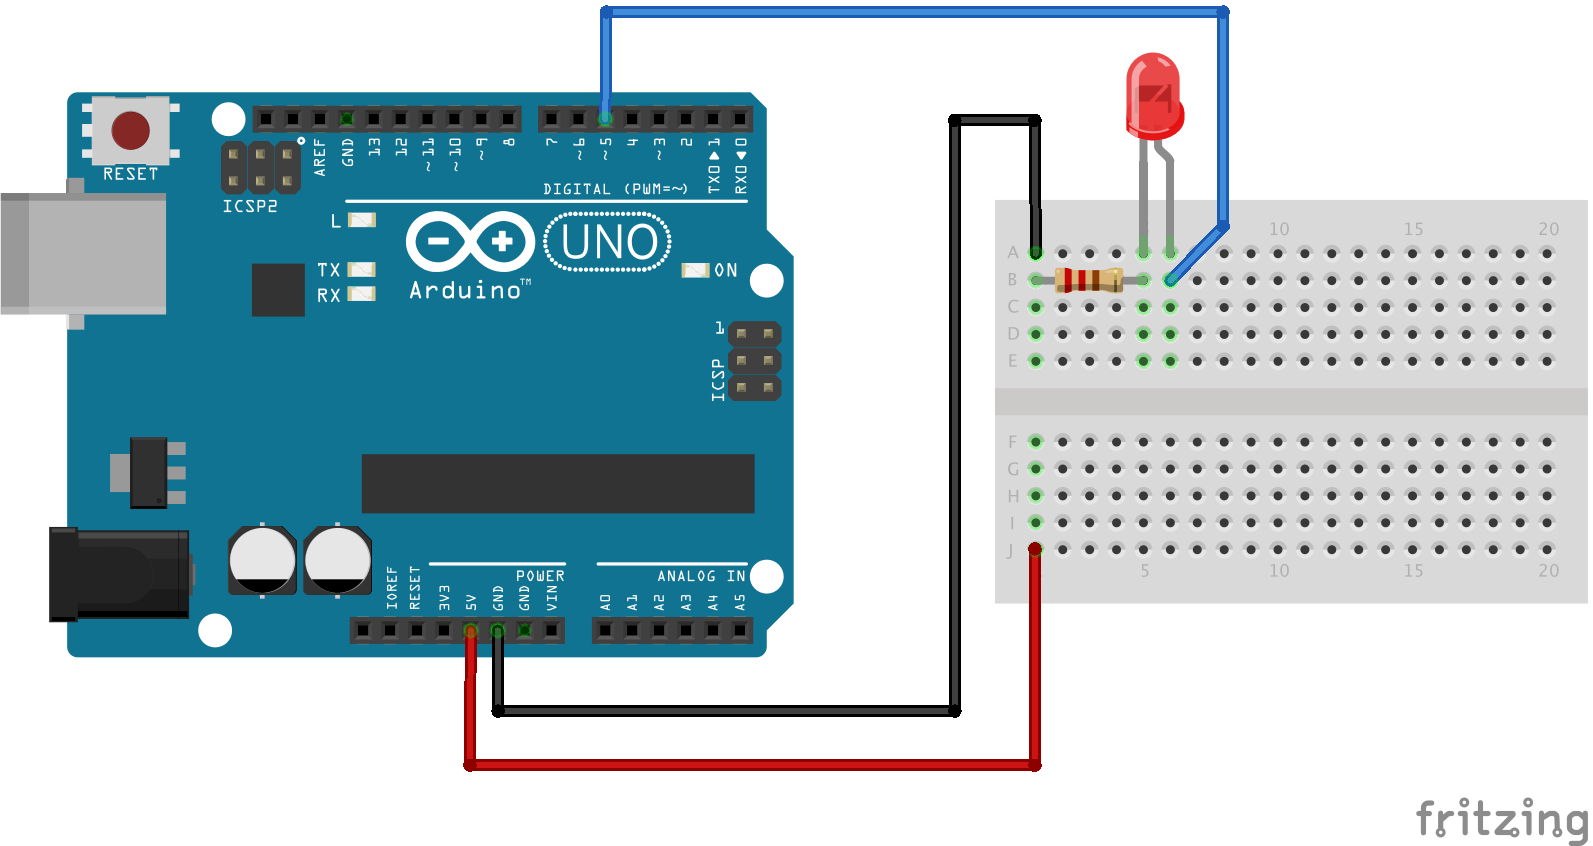 RESET
ICSP2
AREF
GND
13
12
~11
~10
~9
8
7
~6
~5
4
~3
2
TX0▶1
RX0◀0
DIGITAL (PWM=~)
L
TX
RX
UNO
Arduino™
ON
1
ICSP
IOREF
RESET
3V3
5V
GND
GND
VIN
POWER
ANALOG IN
A0
A1
A2
A3
A4
A5
10 15 20
A
B
C
D
E
F
G
H
I
J
5 10 15 20
fritzing